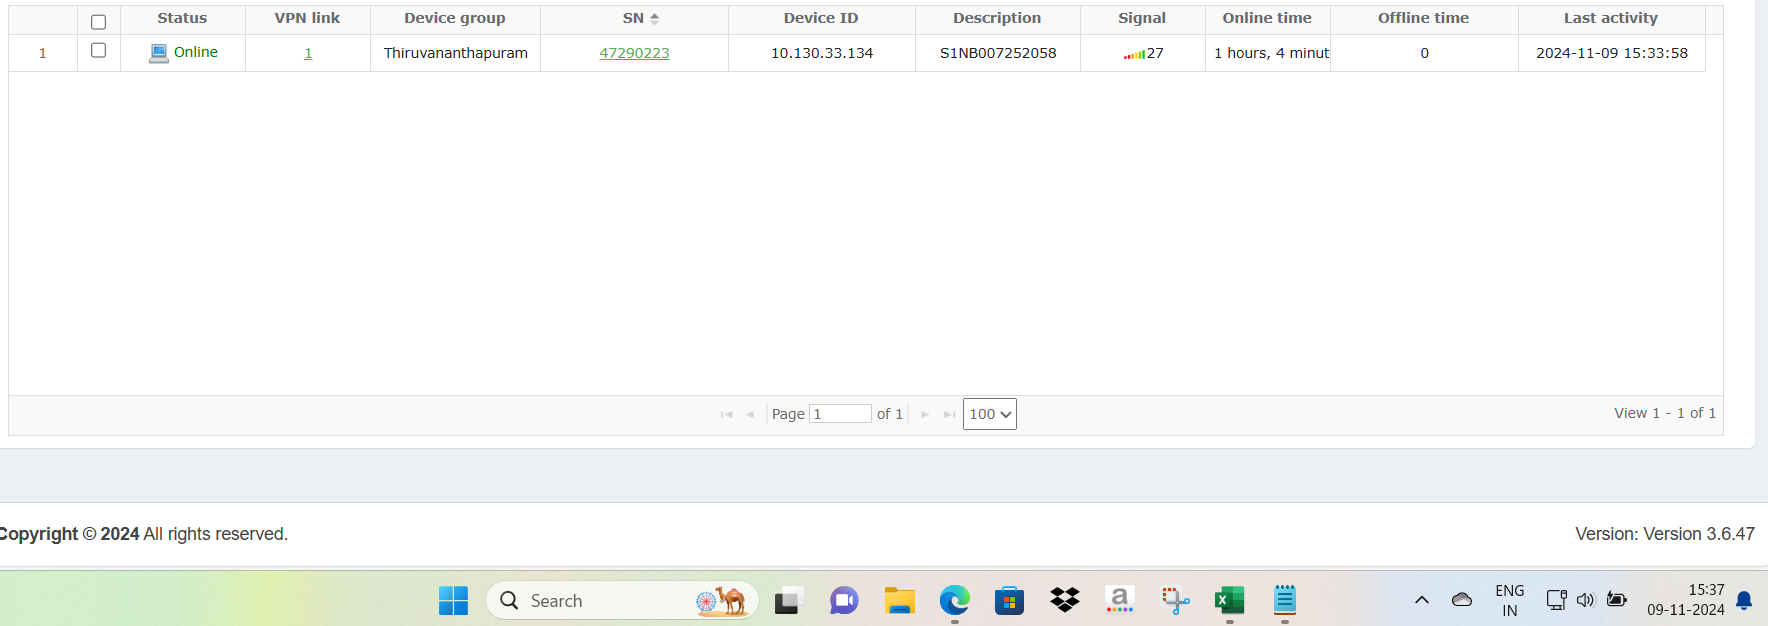 Status VPN link Device group SN Device ID Description Signal Online time Offline time Last activity
1 Online 1 Thiruvananthapuram 47290223 10.130.33.134 S1NB007252058 27 1 hours, 4 minut 0 2024-11-09 15:33:58
Page 1 of 1 100 View 1 - 1 of 1
Copyright © 2024 All rights reserved. Version: Version 3.6.47
Search a X ENG 15:37
IN 09-11-2024